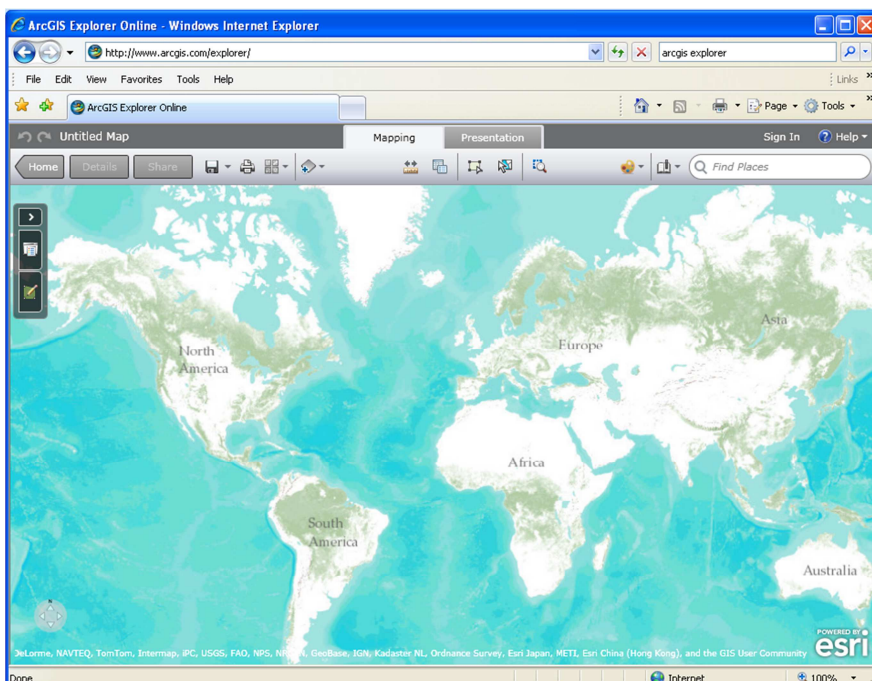 ArcGIS Explorer Online - Windows Internet Explorer
http://www.arcgis.com/explorer/
arcgis explorer
File Edit View Favorites Tools Help
Links
ArcGIS Explorer Online
Page
Tools
Untitled Map
Mapping
Presentation
Sign In
Help
Home
Details
Share
Find Places
North
America
Europe
Asia
Africa
South
America
Australia
N
POWERED BY
esri
DeLorme, NAVTEQ, TomTom, Intermap, iPC, USGS, FAO, NPS, GeoBase, IGN, Kadaster NL, Ordnance Survey, Esri Japan, METI, Esri China (Hong Kong), and the GIS User Community
Done
Internet
100%